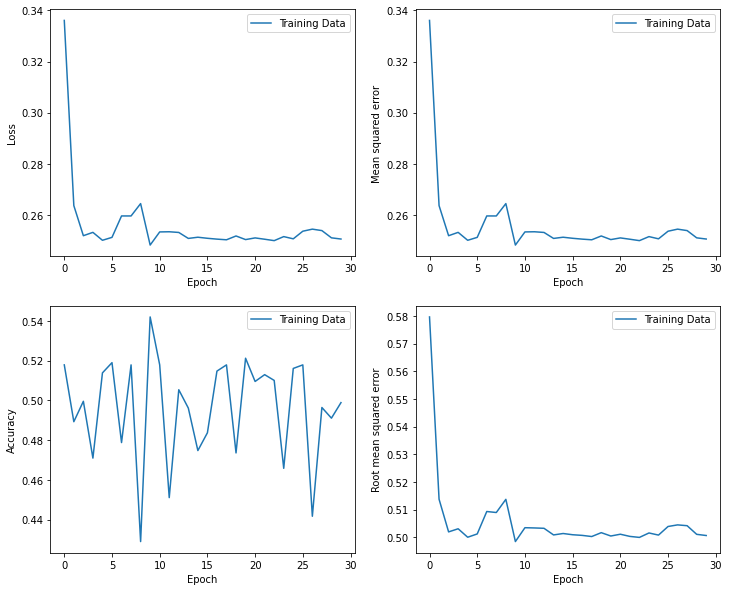 0.34
0.32
0.30
0.28
0.26
Loss
0 5 10 15 20 25 30
Epoch
Training Data
0.34
0.32
0.30
0.28
0.26
Mean squared error
0 5 10 15 20 25 30
Epoch
Training Data
0.54
0.52
0.50
0.48
0.46
0.44
Accuracy
0 5 10 15 20 25 30
Epoch
Training Data
0.58
0.57
0.56
0.55
0.54
0.53
0.52
0.51
0.50
Root mean squared error
0 5 10 15 20 25 30
Epoch
Training Data